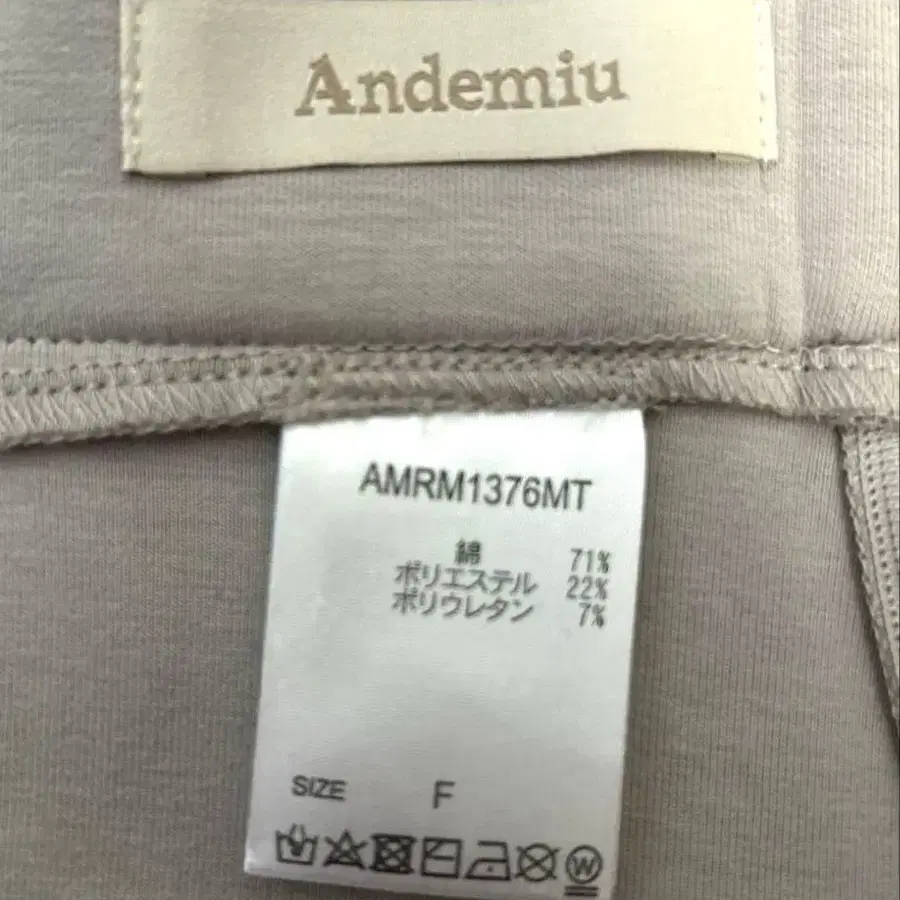 Andemiu
AMRM1376MT
綿 71%
ポリエステル 22%
ポリウレタン 7%
SIZE F
W